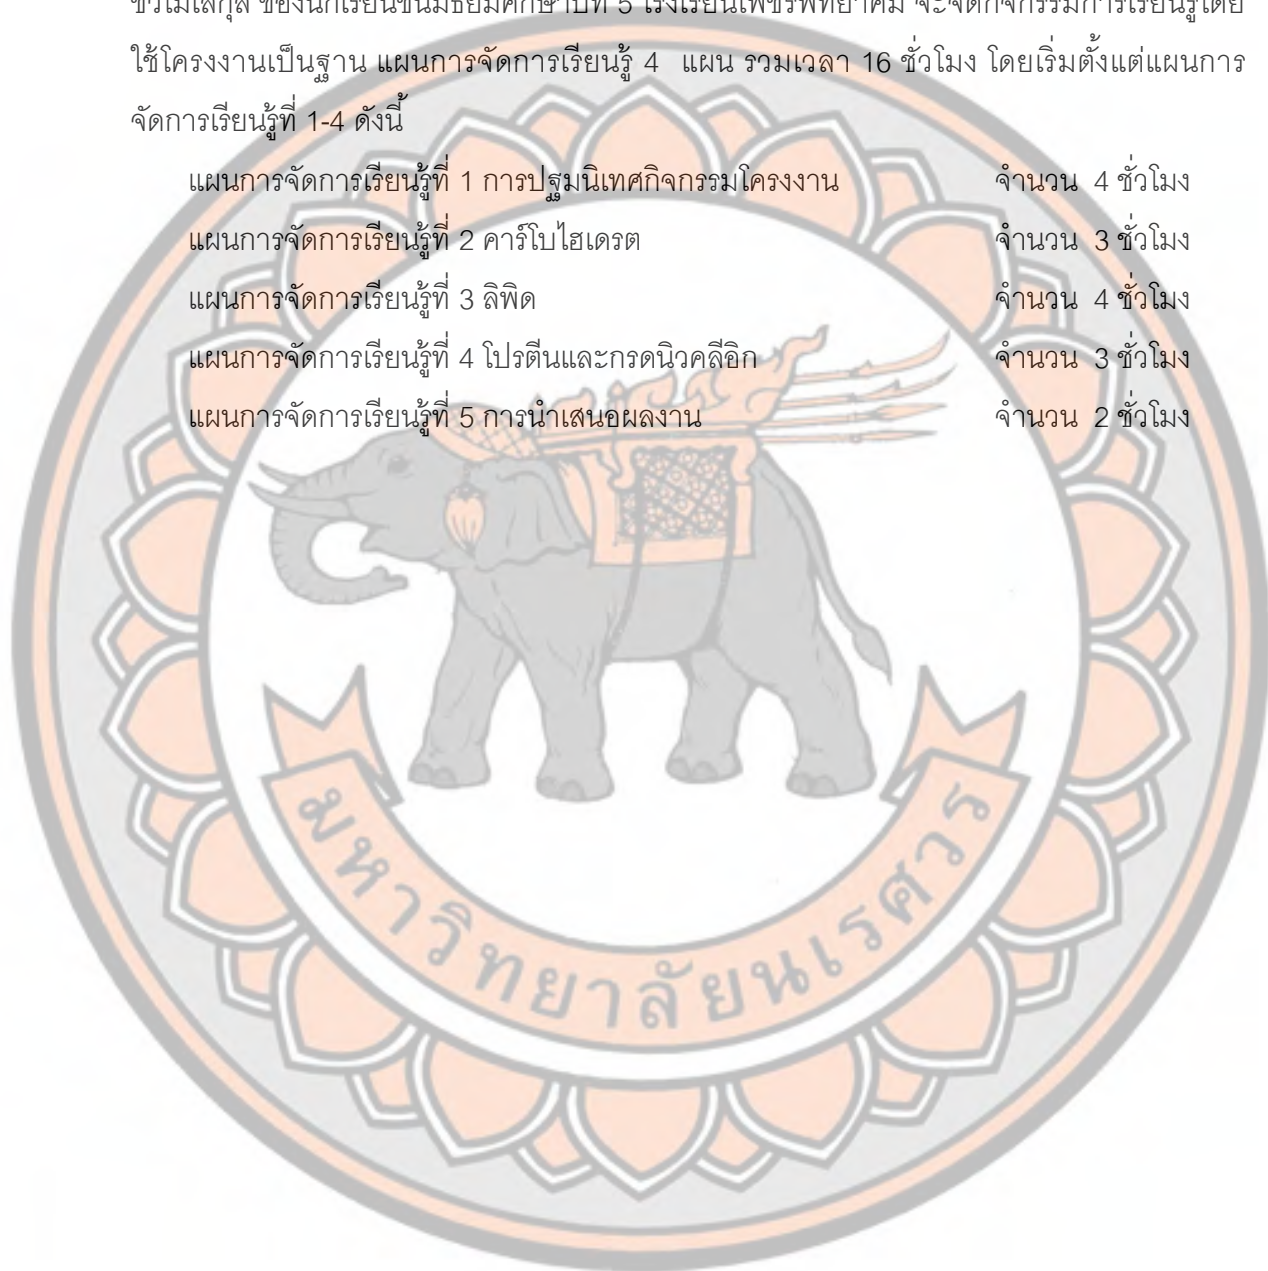 ชีวโมเลกุล ของนักเรียนชั้นมัธยมศึกษาปีที่ 5 โรงเรียนเพชรพิทยาคม จะจัดกิจกรรมการเรียนรู้โดย
ใช้โครงงานเป็นฐาน แผนการจัดการเรียนรู้ 4 แผน รวมเวลา 16 ชั่วโมง โดยเริ่มตั้งแต่แผนการ
จัดการเรียนรู้ที่ 1-4 ดังนี้
แผนการจัดการเรียนรู้ที่ 1 การปฐมนิเทศกิจกรรมโครงงาน จำนวน 4 ชั่วโมง
แผนการจัดการเรียนรู้ที่ 2 คาร์โบไฮเดรต จำนวน 3 ชั่วโมง
แผนการจัดการเรียนรู้ที่ 3 ลิพิด จำนวน 4 ชั่วโมง
แผนการจัดการเรียนรู้ที่ 4 โปรตีนและกรดนิวคลีอิก จำนวน 3 ชั่วโมง
แผนการจัดการเรียนรู้ที่ 5 การนำเสนอผลงาน จำนวน 2 ชั่วโมง
มหาวิทยาลัยนเรศวร